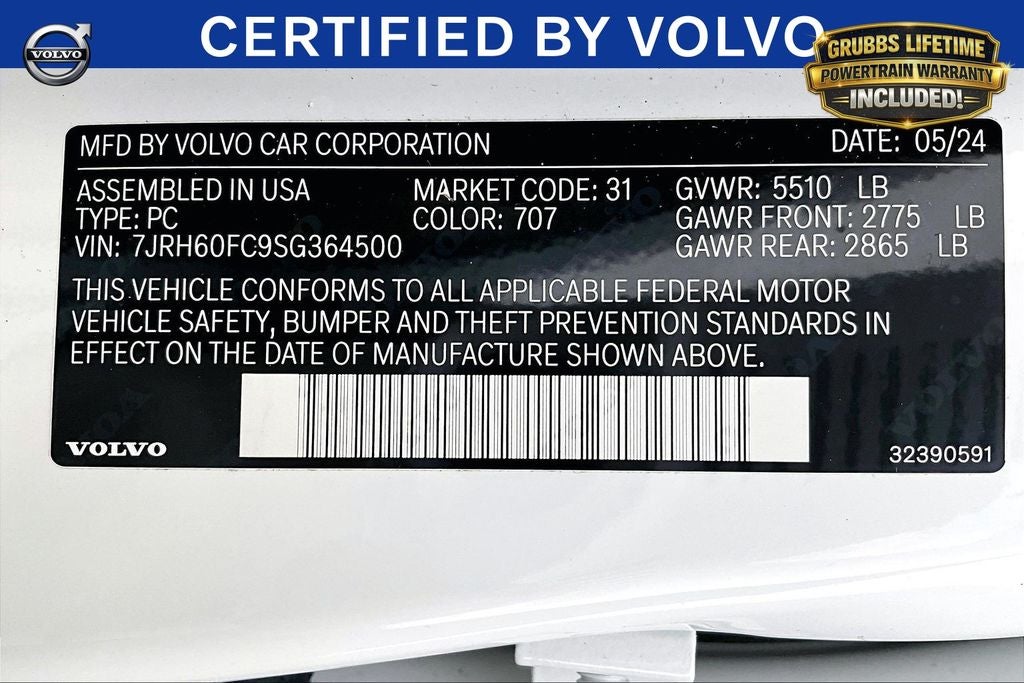 CERTIFIED BY VOLVO
VOLVO
GRUBBS LIFETIME
POWERTRAIN WARRANTY
INCLUDED!
MFD BY VOLVO CAR CORPORATION DATE: 05/24
ASSEMBLED IN USA MARKET CODE: 31 GVWR: 5510 LB
TYPE: PC COLOR: 707 GAWR FRONT: 2775 LB
VIN: 7JRH60FC9SG364500 GAWR REAR: 2865 LB
THIS VEHICLE CONFORMS TO ALL APPLICABLE FEDERAL MOTOR
VEHICLE SAFETY, BUMPER AND THEFT PREVENTION STANDARDS IN
EFFECT ON THE DATE OF MANUFACTURE SHOWN ABOVE.
VOLVO 32390591